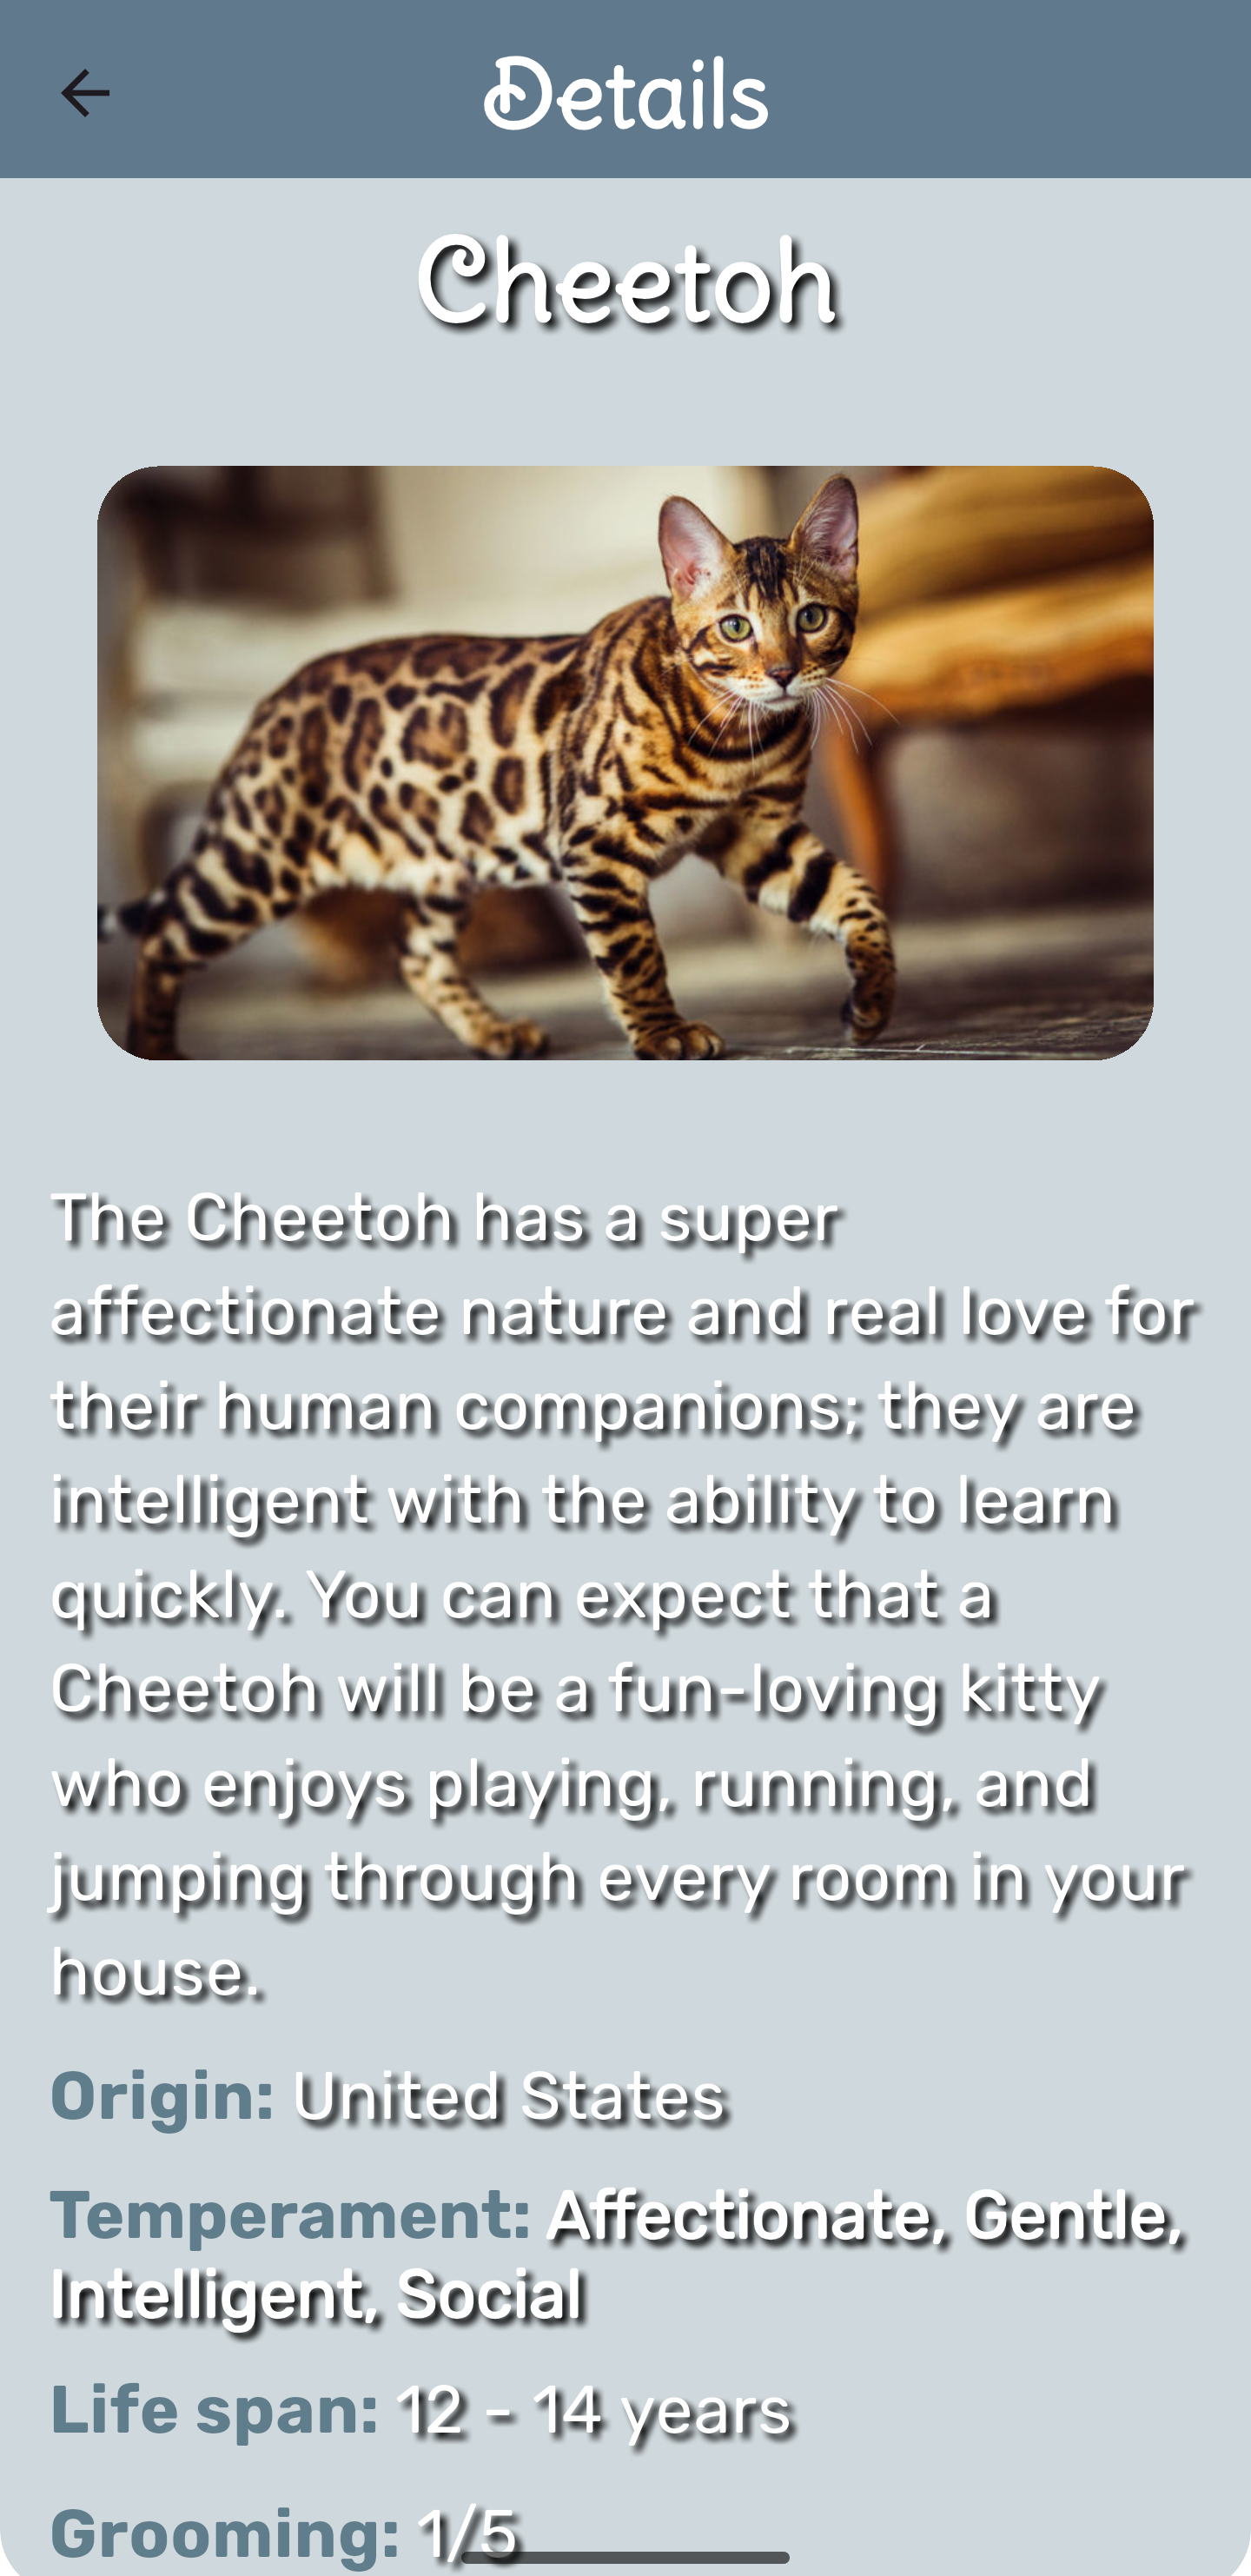 Details
Cheetoh
The Cheetoh has a super
affectionate nature and real love for
their human companions; they are
intelligent with the ability to learn
quickly. You can expect that a
Cheetoh will be a fun-loving kitty
who enjoys playing, running, and
jumping through every room in your
house.
Origin: United States
Temperament: Affectionate, Gentle,
Intelligent, Social
Life span: 12 - 14 years
Grooming: 1/5